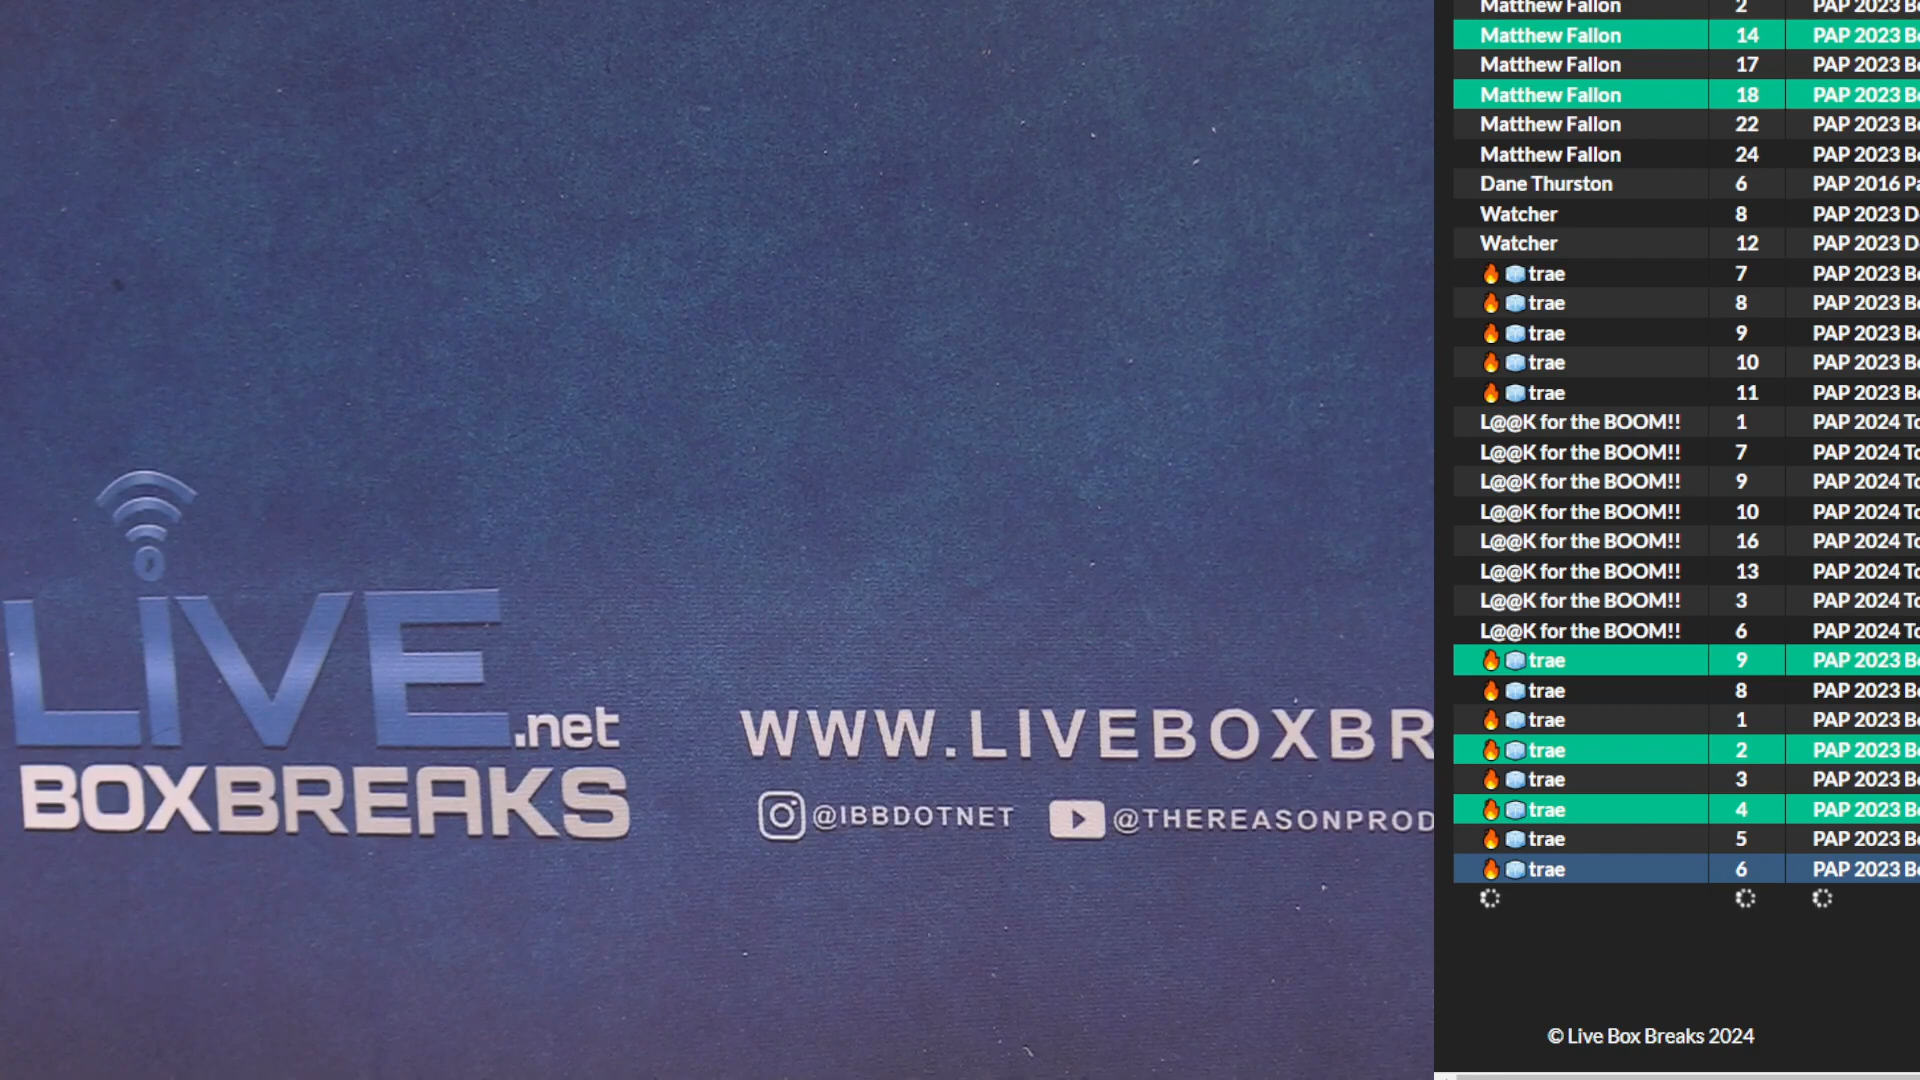 LIVE
.net
BOXBREAKS
WWW.LIVEBOXBR
@IBBDOTNET @THEREASONPROD
Matthew Fallon 2 PAP 2023
Matthew Fallon 14 PAP 2023
Matthew Fallon 17 PAP 2023
Matthew Fallon 18 PAP 2023
Matthew Fallon 22 PAP 2023
Matthew Fallon 24 PAP 2023
Dane Thurston 6 PAP 2016
Watcher 8 PAP 2023
Watcher 12 PAP 2023
🔥🧊trae 7 PAP 2023
🔥🧊trae 8 PAP 2023
🔥🧊trae 9 PAP 2023
🔥🧊trae 10 PAP 2023
🔥🧊trae 11 PAP 2023
L@@K for the BOOM!! 1 PAP 2024
L@@K for the BOOM!! 7 PAP 2024
L@@K for the BOOM!! 9 PAP 2024
L@@K for the BOOM!! 10 PAP 2024
L@@K for the BOOM!! 16 PAP 2024
L@@K for the BOOM!! 13 PAP 2024
L@@K for the BOOM!! 3 PAP 2024
L@@K for the BOOM!! 6 PAP 2024
🔥🧊trae 9 PAP 2023
🔥🧊trae 8 PAP 2023
🔥🧊trae 1 PAP 2023
🔥🧊trae 2 PAP 2023
🔥🧊trae 3 PAP 2023
🔥🧊trae 4 PAP 2023
🔥🧊trae 5 PAP 2023
🔥🧊trae 6 PAP 2023
© Live Box Breaks 2024